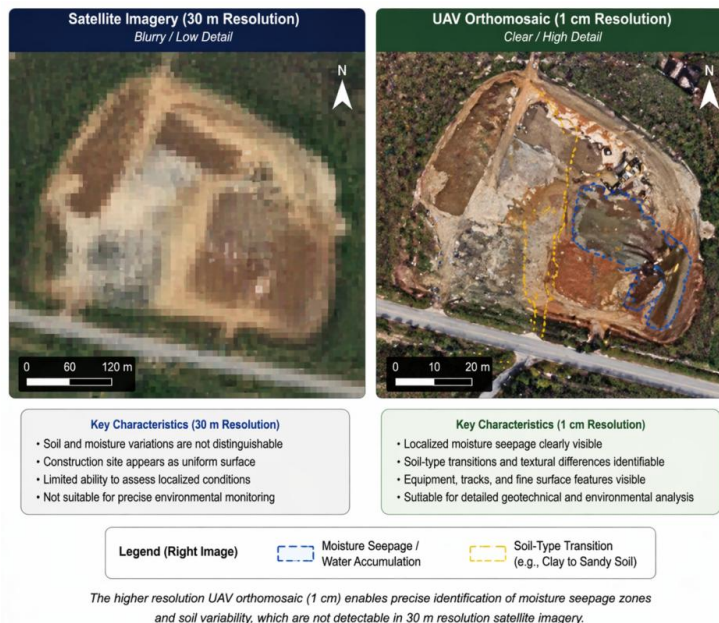 Satellite Imagery (30 m Resolution)
Blurry / Low Detail
N
0 60 120 m
UAV Orthomosaic (1 cm Resolution)
Clear / High Detail
N
0 10 20 m
Key Characteristics (30 m Resolution)
• Soil and moisture variations are not distinguishable
• Construction site appears as uniform surface
• Limited ability to assess localized conditions
• Not suitable for precise environmental monitoring
Key Characteristics (1 cm Resolution)
• Localized moisture seepage clearly visible
• Soil-type transitions and textural differences identifiable
• Equipment, tracks, and fine surface features visible
• Suitable for detailed geotechnical and environmental analysis
Legend (Right Image)
Moisture Seepage /
Water Accumulation
Soil-Type Transition
(e.g., Clay to Sandy Soil)
The higher resolution UAV orthomosaic (1 cm) enables precise identification of moisture seepage zones
and soil variability, which are not detectable in 30 m resolution satellite imagery.